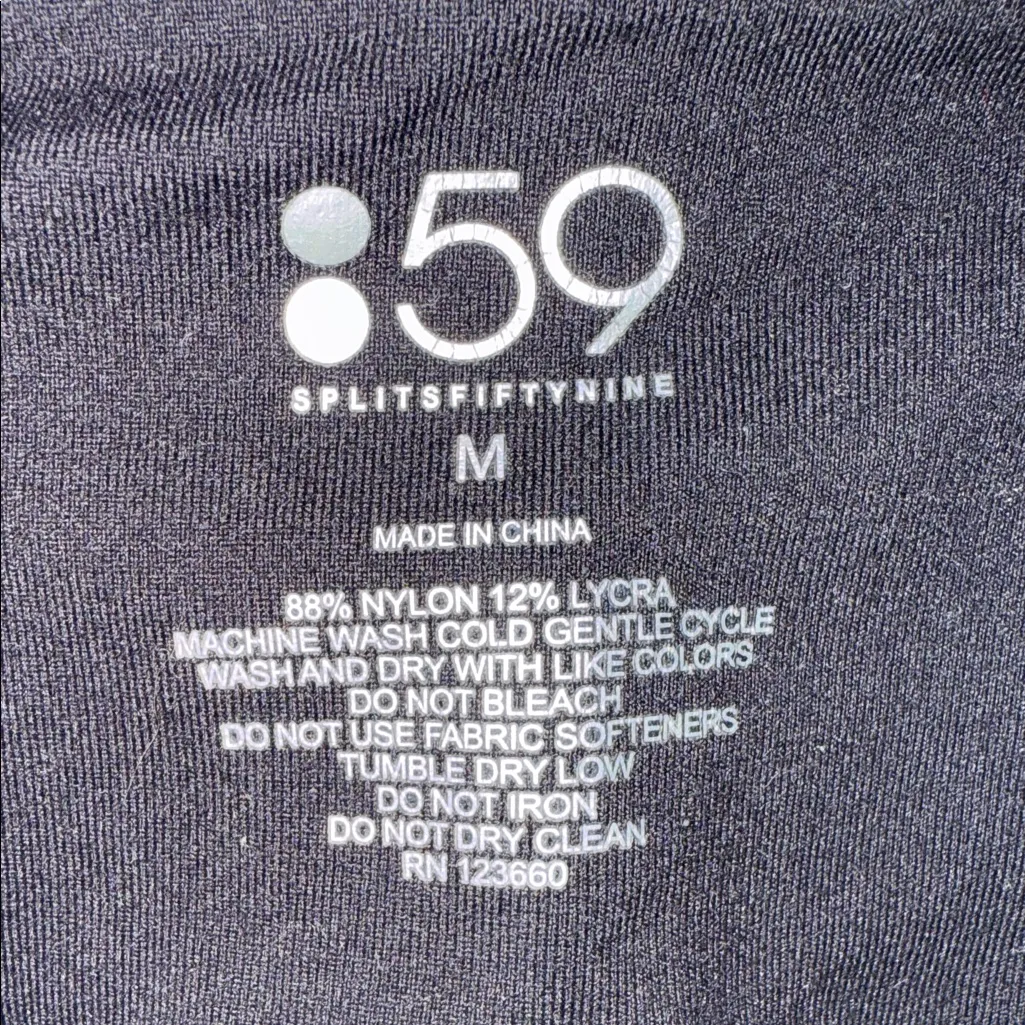 :59
SPLITSFIFTYNINE
M
MADE IN CHINA
88% NYLON 12% LYCRA
MACHINE WASH COLD GENTLE CYCLE
WASH AND DRY WITH LIKE COLORS
DO NOT BLEACH
DO NOT USE FABRIC SOFTENERS
TUMBLE DRY LOW
DO NOT IRON
DO NOT DRY CLEAN
RN 123660